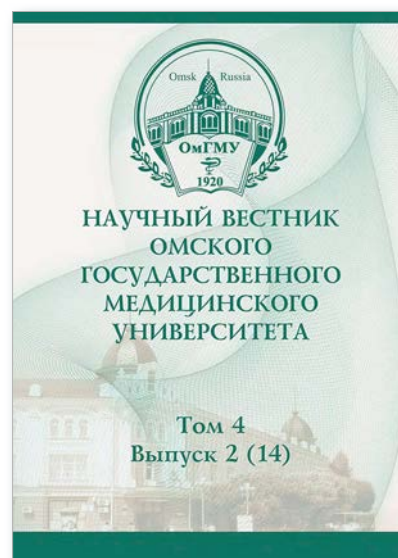 Omsk Russia
ОмГМУ
1920
НАУЧНЫЙ ВЕСТНИК
ОМСКОГО
ГОСУДАРСТВЕННОГО
МЕДИЦИНСКОГО
УНИВЕРСИТЕТА
Том 4
Выпуск 2 (14)